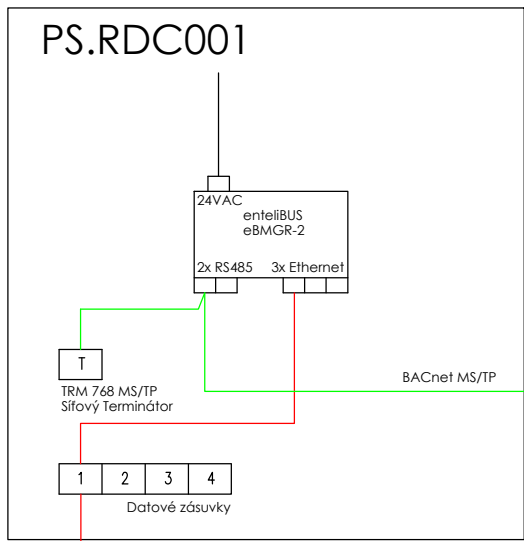 PS.RDC001
24VAC
enteliBUS
eBMGR-2
2x RS485 3x Ethernet
T
TRM 768 MS/TP
Síťový Terminátor
BACnet MS/TP
1 2 3 4
Datové zásuvky